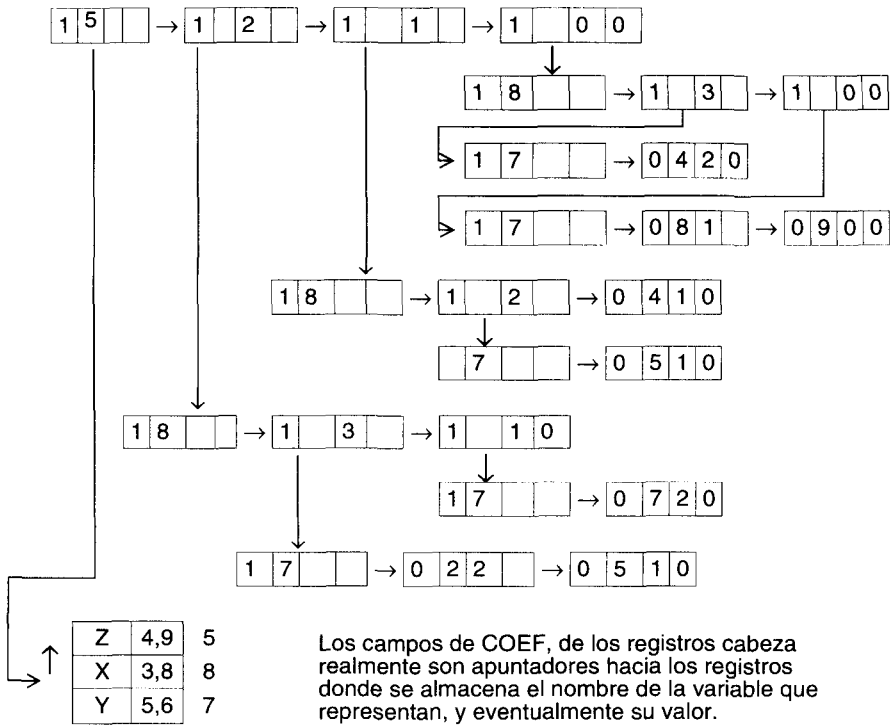 1 5 → 1 2 → 1 1 → 1 0 0
1 8 → 1 3 → 1 0 0
1 7 → 0 4 2 0
1 7 → 0 8 1 → 0 9 0 0
1 8 → 1 2 → 0 4 1 0
7 → 0 5 1 0
1 8 → 1 3 → 1 1 0
1 7 → 0 7 2 0
1 7 → 0 2 2 → 0 5 1 0
Z 4,9 5
X 3,8 8
Y 5,6 7
Los campos de COEF, de los registros cabeza
realmente son apuntadores hacia los registros
donde se almacena el nombre de la variable que
representan, y eventualmente su valor.